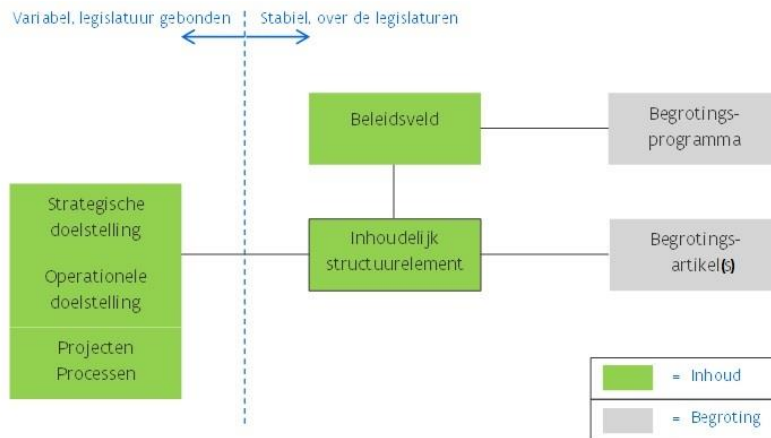 Variabel, legislatuur gebonden
Stabiel, over de legislaturen
Beleidsveld
Begrotings-
programma
Strategische
doelstelling
Operationele
doelstelling
Projecten
Processen
Inhoudelijk
structuurelement
Begrotings-
artikel(s)
= Inhoud
= Begroting